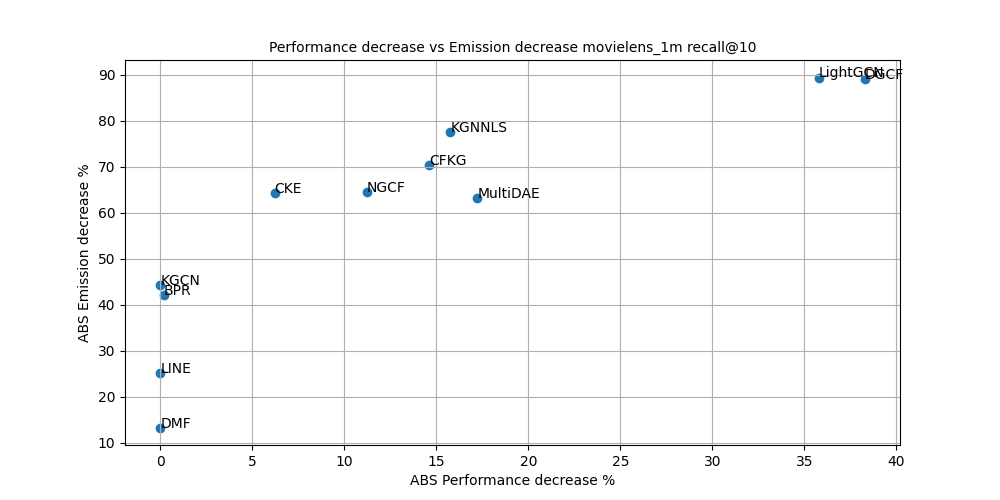 Performance decrease vs Emission decrease movielens_1m recall@10
ABS Emission decrease %
90
80
70
60
50
40
30
20
10
LightGCN
DGCF
KGNNLS
CFKG
CKE
NGCF
MultiDAE
KGCN
BPR
LINE
DMF
0
5
10
15
20
25
30
35
40
ABS Performance decrease %